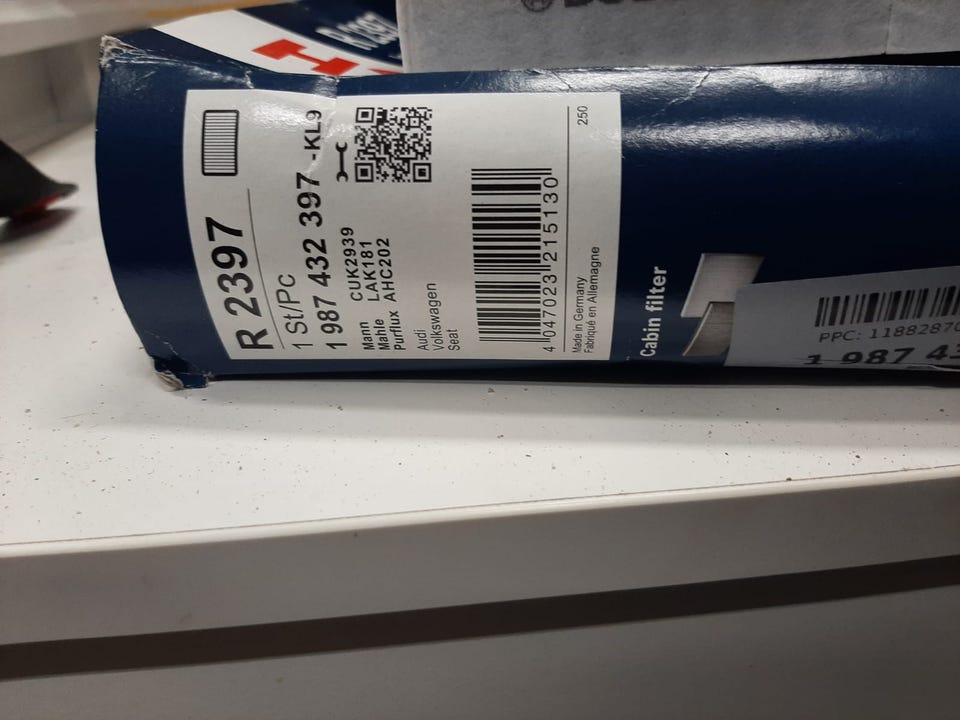 R 2397
R 2397
1 St/Pc
1 987 432 397 -KL9
Mann CUK2939
Mahle LAK181
Purflux AHC202
Audi
Volkswagen
Seat
4 047023 215130
Made in Germany
Fabriqué en Allemagne
250
Cabin filter
PPC: 11882870
1 987 43